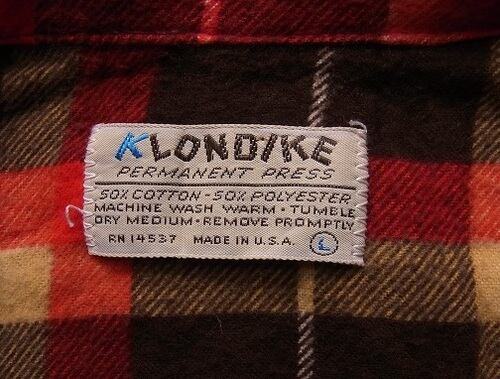 KLONDIKE
PERMANENT PRESS
50% COTTON - 50% POLYESTER
MACHINE WASH WARM • TUMBLE
DRY MEDIUM • REMOVE PROMPTLY
RN 14537 MADE IN U.S.A. L